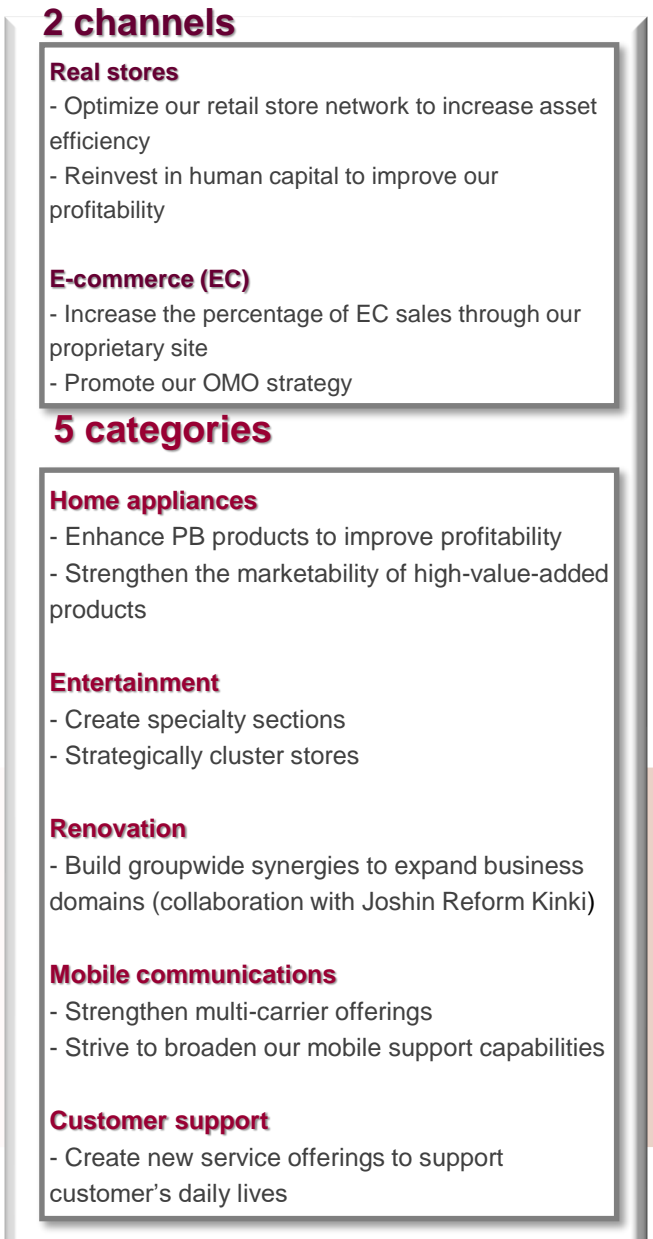 2 channels
Real stores
- Optimize our retail store network to increase asset
efficiency
- Reinvest in human capital to improve our
profitability
E-commerce (EC)
- Increase the percentage of EC sales through our
proprietary site
- Promote our OMO strategy
5 categories
Home appliances
- Enhance PB products to improve profitability
- Strengthen the marketability of high-value-added
products
Entertainment
- Create specialty sections
- Strategically cluster stores
Renovation
- Build groupwide synergies to expand business
domains (collaboration with Joshin Reform Kinki)
Mobile communications
- Strengthen multi-carrier offerings
- Strive to broaden our mobile support capabilities
Customer support
- Create new service offerings to support
customer’s daily lives